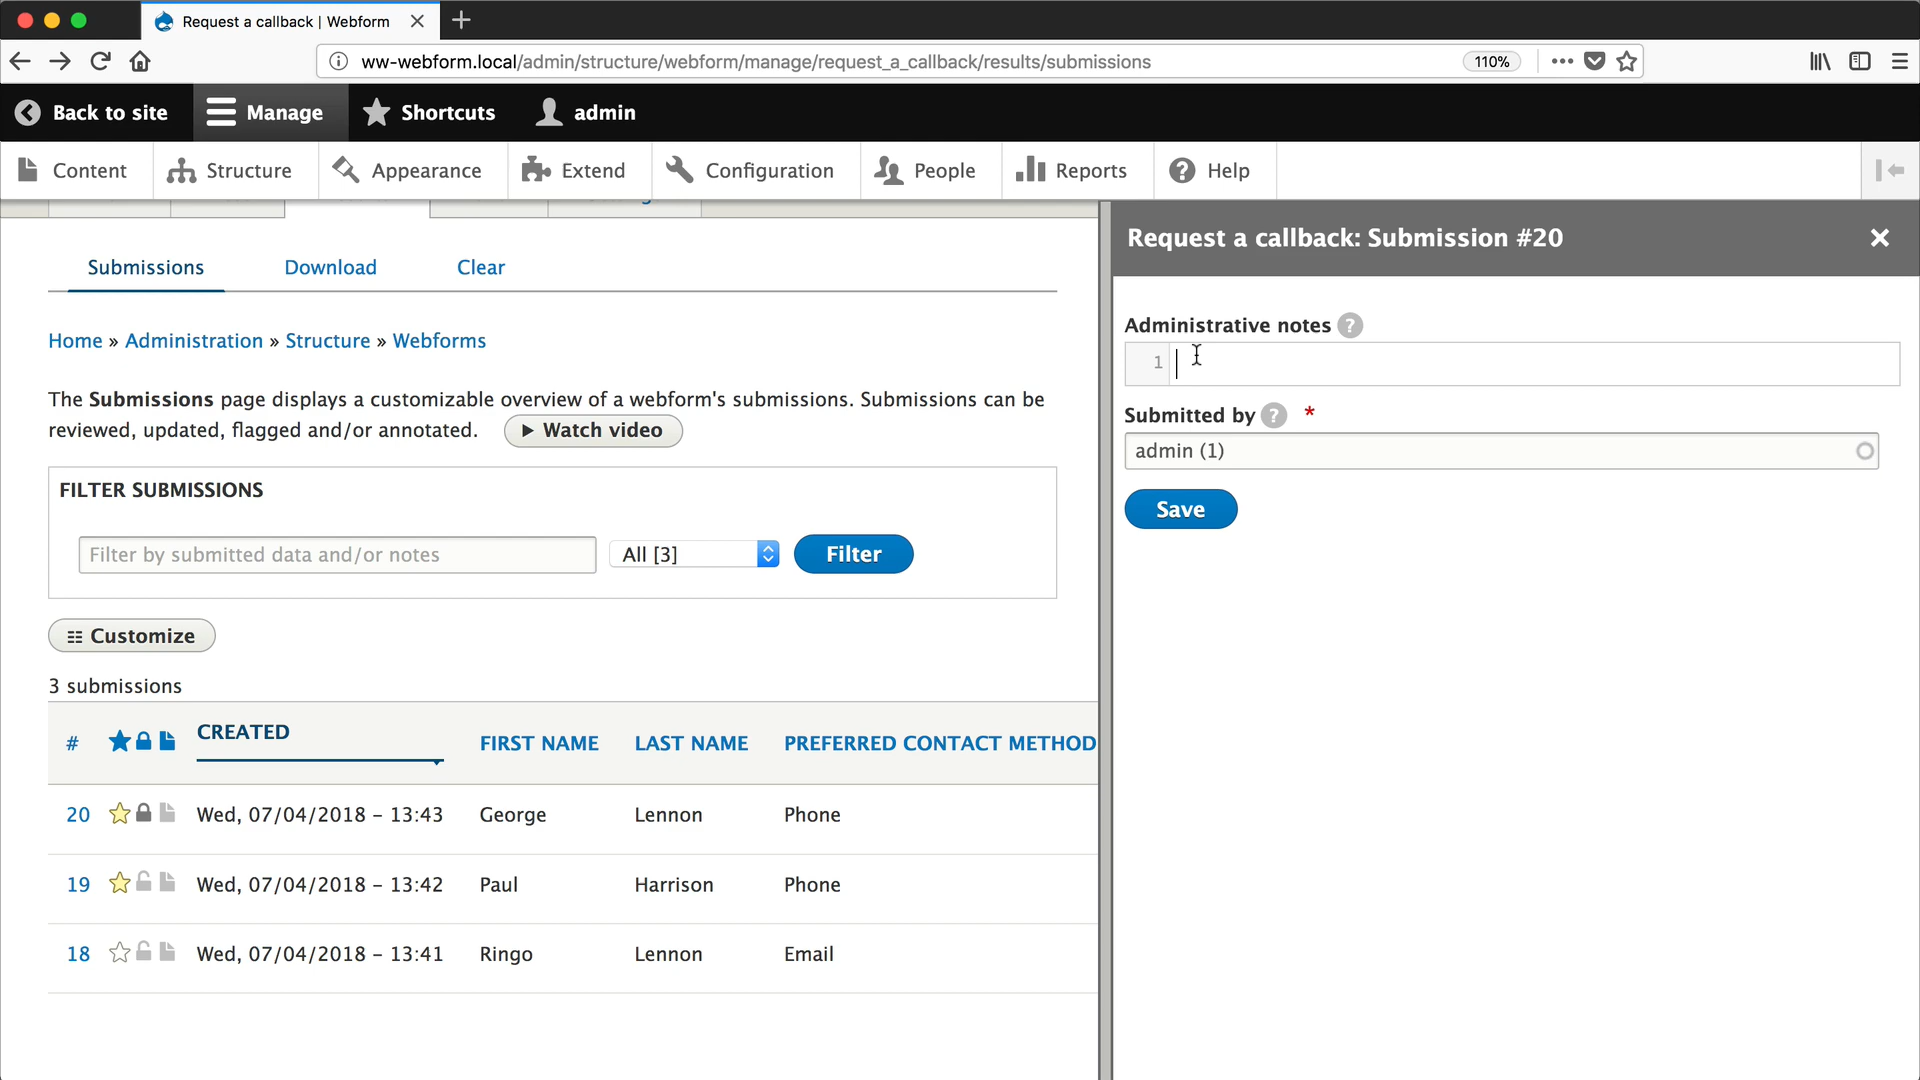 Request a callback | Webform
ww-webform.local/admin/structure/webform/manage/request_a_callback/results/submissions
110%
Back to site
Manage
Shortcuts
admin
Content
Structure
Appearance
Extend
Configuration
People
Reports
Help
Submissions
Download
Clear
Home » Administration » Structure » Webforms
The Submissions page displays a customizable overview of a webform's submissions. Submissions can be
reviewed, updated, flagged and/or annotated.
Watch video
FILTER SUBMISSIONS
Filter by submitted data and/or notes
All [3]
Filter
Customize
3 submissions
# CREATED FIRST NAME LAST NAME PREFERRED CONTACT METHOD
20 Wed, 07/04/2018 – 13:43 George Lennon Phone
19 Wed, 07/04/2018 – 13:42 Paul Harrison Phone
18 Wed, 07/04/2018 – 13:41 Ringo Lennon Email
Request a callback: Submission #20
Administrative notes ?
1
Submitted by ? *
admin (1)
Save